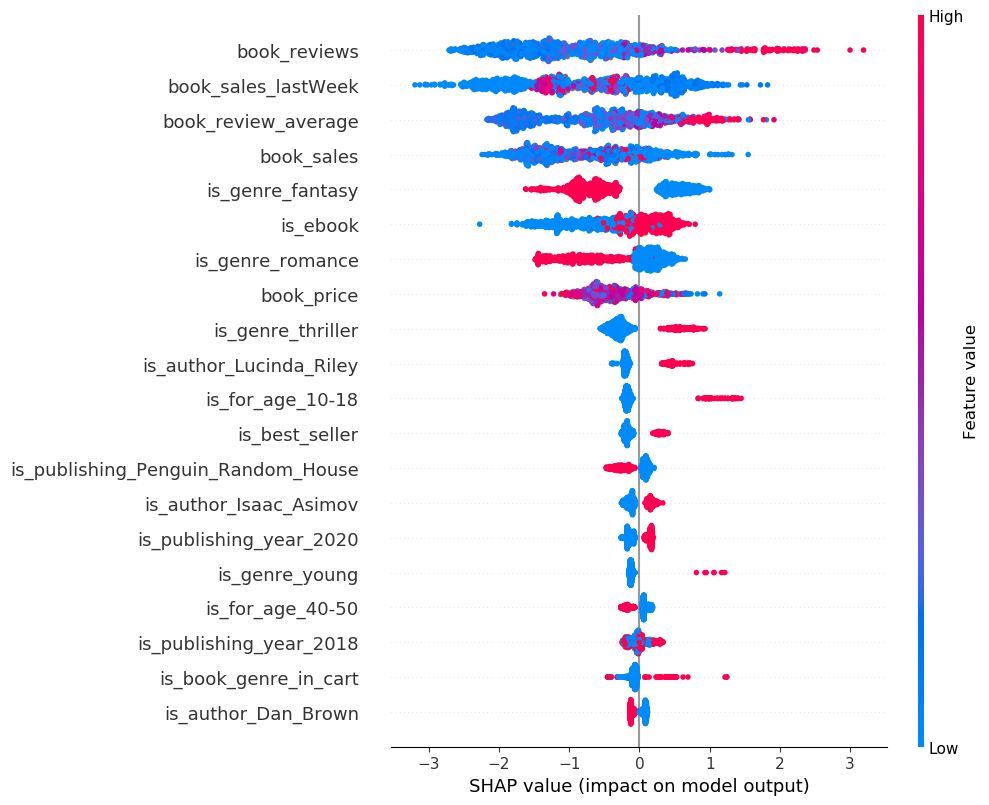 High
book_reviews
book_sales_lastWeek
book_review_average
book_sales
is_genre_fantasy
is_ebook
is_genre_romance
book_price
is_genre_thriller
is_author_Lucinda_Riley
is_for_age_10-18
is_best_seller
is_publishing_Penguin_Random_House
is_author_Isaac_Asimov
is_publishing_year_2020
is_genre_young
is_for_age_40-50
is_publishing_year_2018
is_book_genre_in_cart
is_author_Dan_Brown
Feature value
Low
−3 −2 −1 0 1 2 3
SHAP value (impact on model output)